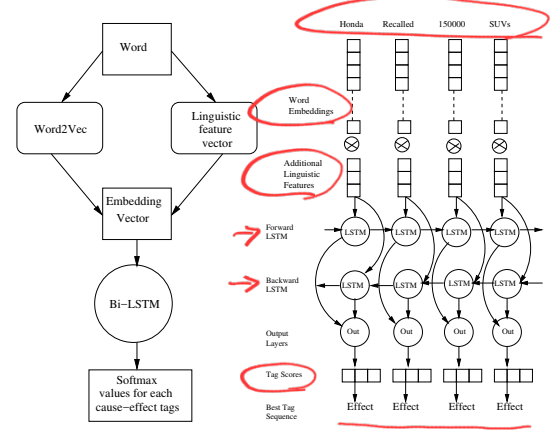 Word
Word2Vec
Linguistic
feature
vector
Embedding
Vector
Bi−LSTM
Softmax
values for each
cause−effect tags
Honda Recalled 150000 SUVs
Word
Embeddings
Additional
Linguistic
Features
Forward
LSTM
LSTM LSTM LSTM LSTM
Backward
LSTM
LSTM LSTM LSTM LSTM
Output
Layers
Out Out Out Out
Tag Scores
Best Tag
Sequence
Effect Effect Effect Effect